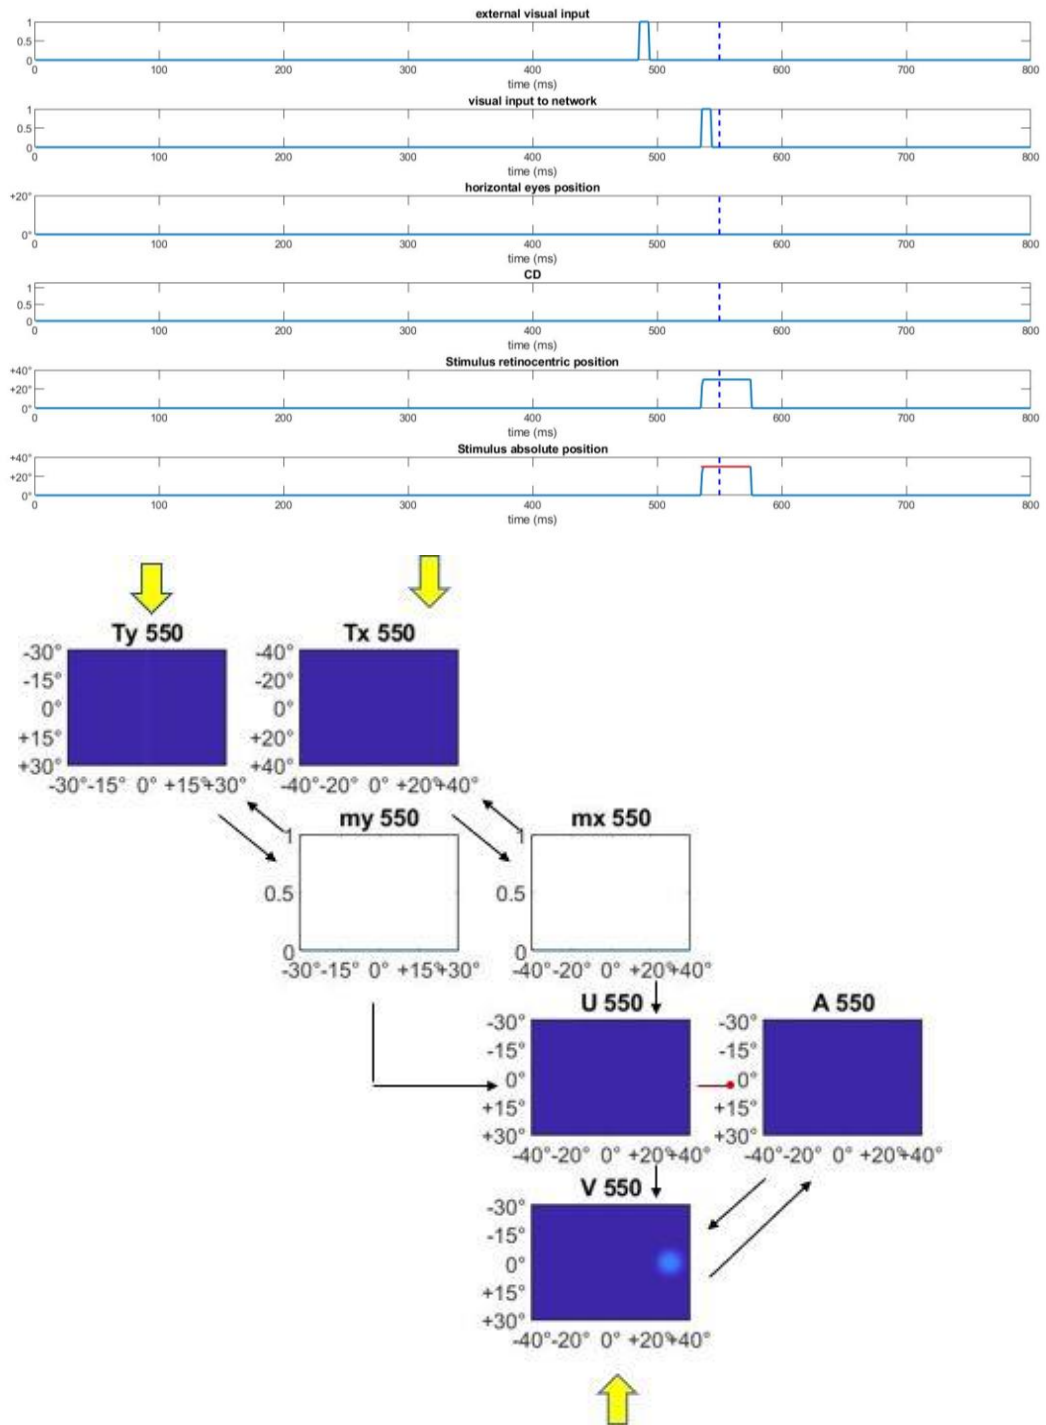 external visual input
1
0.5
0
0 100 200 300 400 500 600 700 800
time (ms)
visual input to network
1
0.5
0
0 100 200 300 400 500 600 700 800
time (ms)
horizontal eyes position
+20°
0°
0 100 200 300 400 500 600 700 800
time (ms)
CD
1
0.5
0
0 100 200 300 400 500 600 700 800
time (ms)
Stimulus retinocentric position
+40°
+20°
0°
0 100 200 300 400 500 600 700 800
time (ms)
Stimulus absolute position
+40°
+20°
0°
0 100 200 300 400 500 600 700 800
time (ms)
Ty 550
-30°
-15°
0°
+15°
+30°
-30° -15° 0° +15° +30°
Tx 550
-40°
-20°
0°
+20°
+40°
-40° -20° 0° +20° +40°
my 550
1
0.5
0
-30° -15° 0° +15° +30°
mx 550
1
0.5
0
-40° -20° 0° +20° +40°
U 550
-30°
-15°
0°
+15°
+30°
-40° -20° 0° +20° +40°
A 550
-30°
-15°
0°
+15°
+30°
-40° -20° 0° +20° +40°
V 550
-30°
-15°
0°
+15°
+30°
-40° -20° 0° +20° +40°